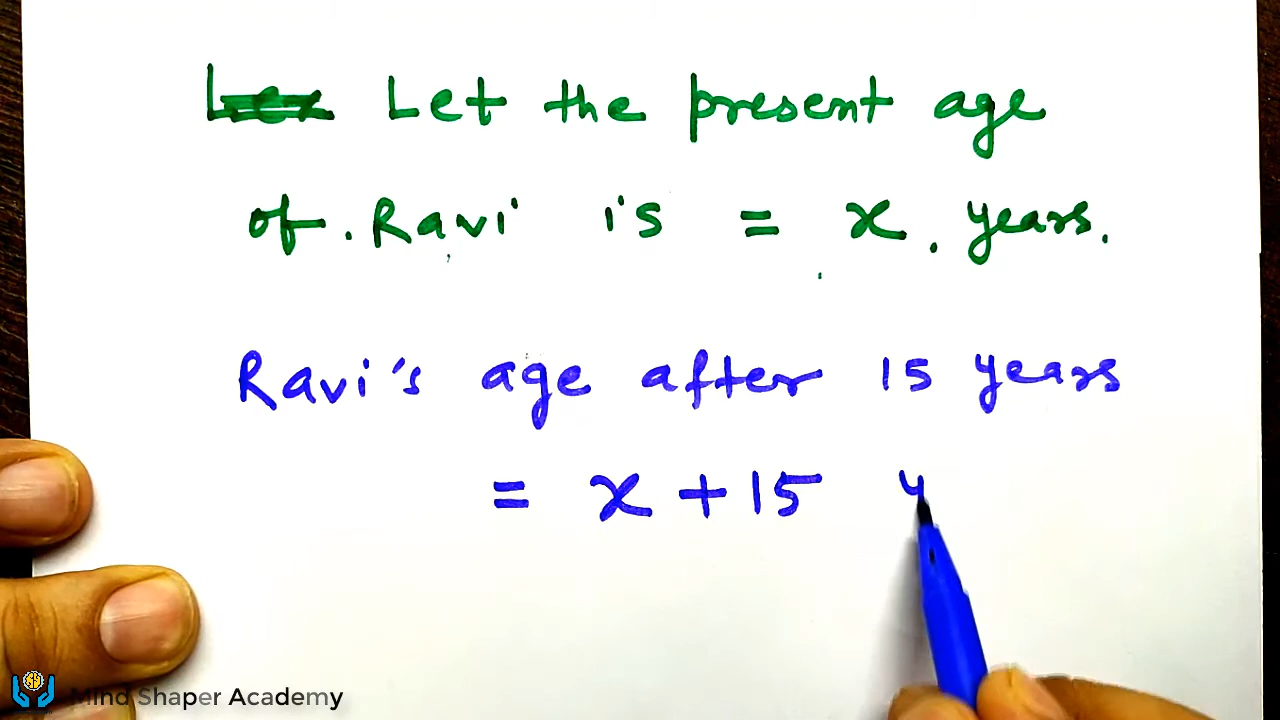 Let the present age
of. Ravi is = x. years.
Ravi's age after 15 years
= x + 15 y
Mind Shaper Academy